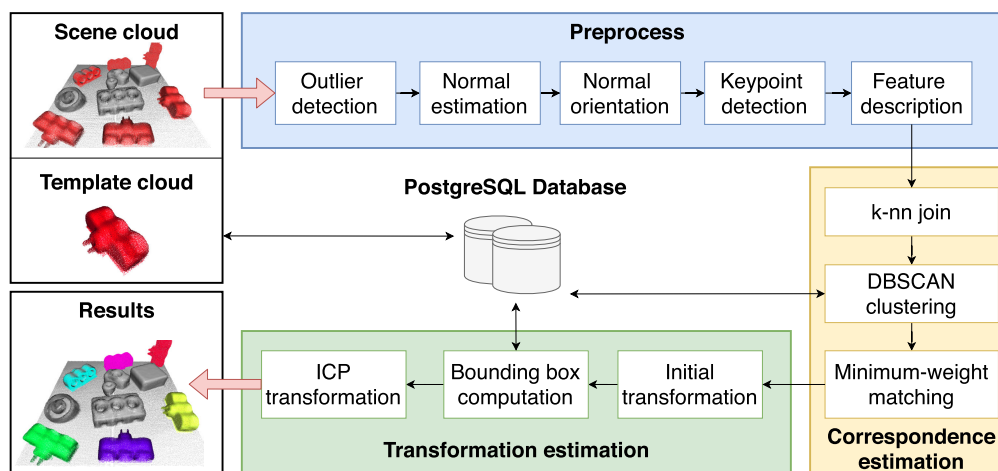 Scene cloud
Template cloud
Results
Preprocess
Outlier
detection
Normal
estimation
Normal
orientation
Keypoint
detection
Feature
description
PostgreSQL Database
k-nn join
DBSCAN
clustering
Minimum-weight
matching
Correspondence
estimation
Initial
transformation
Bounding box
computation
ICP
transformation
Transformation estimation